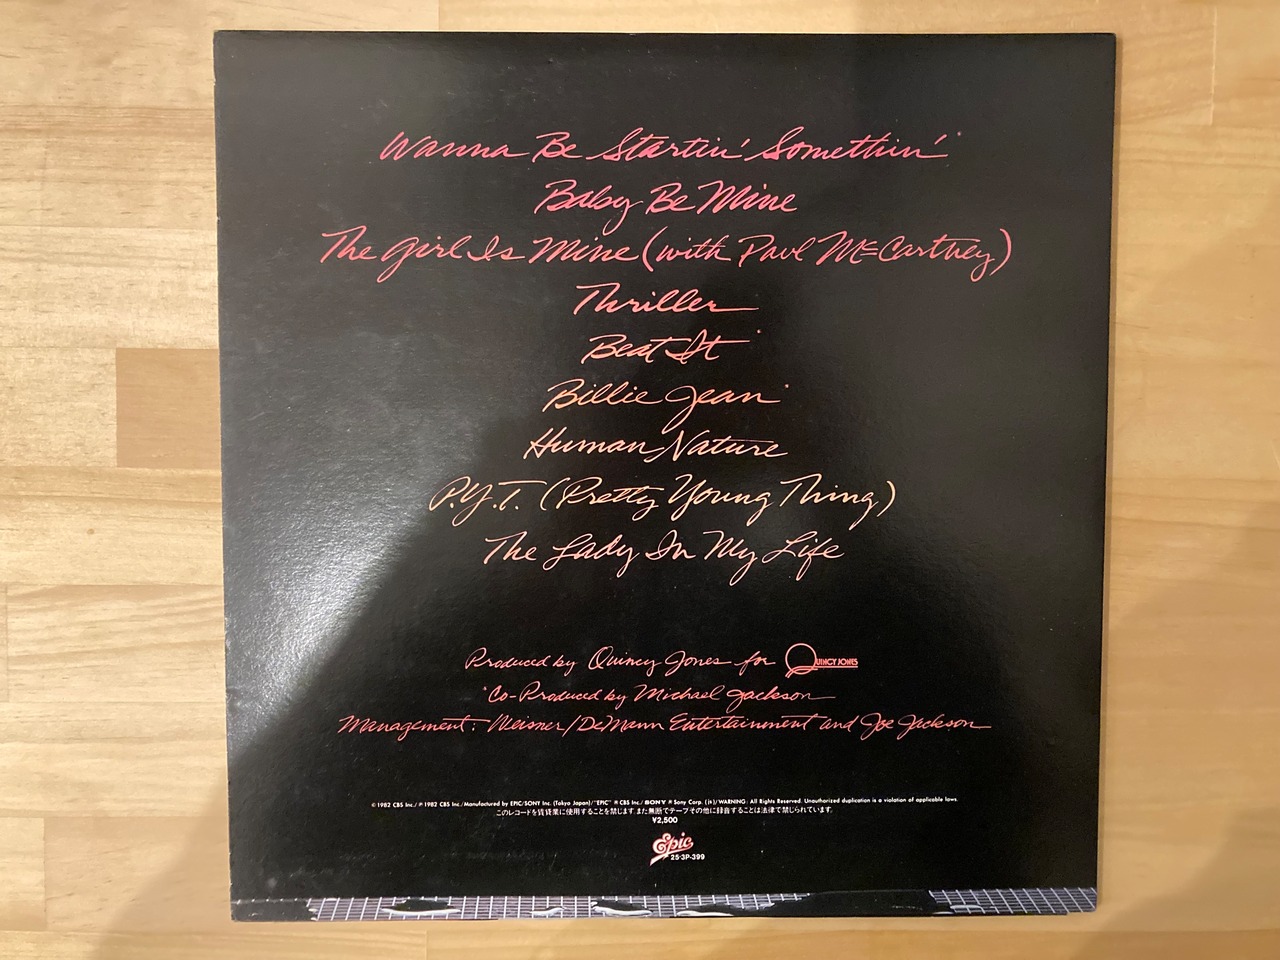 Wanna Be Startin' Somethin'*
Baby Be Mine
The Girl Is Mine (with Paul McCartney)
Thriller
Beat It*
Billie Jean*
Human Nature
P.Y.T. (Pretty Young Thing)
The Lady In My Life
Produced by Quincy Jones for QUINCY JONES
*Co-Produced by Michael Jackson
Management: Weisner/DeMann Entertainment and Joe Jackson
© 1982 CBS Inc./℗ 1982 CBS Inc./Manufactured by EPIC/SONY Inc. (Tokyo Japan)/"EPIC" ® CBS Inc./SONY ® Sony Corp. (ik)/WARNING: All Rights Reserved. Unauthorized duplication is a violation of applicable laws.
このレコードを賃貸業に使用することを禁じます。また無断でテープその他に録音することは法律で禁じられています。
¥2,500
Epic
25·3P-399